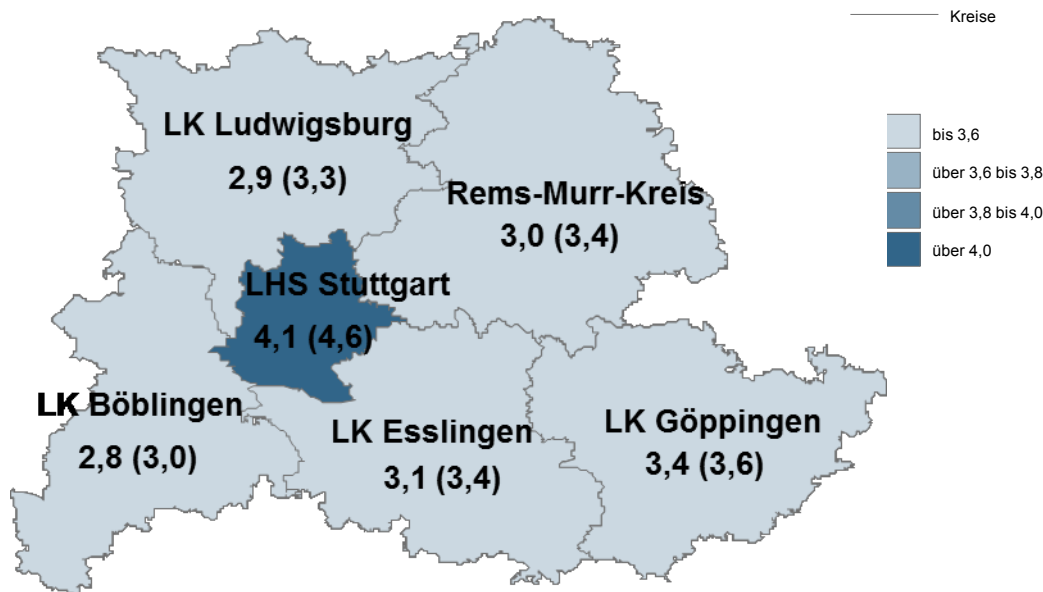 Kreise
bis 3,6
über 3,6 bis 3,8
über 3,8 bis 4,0
über 4,0
LK Ludwigsburg
2,9 (3,3)
Rems-Murr-Kreis
3,0 (3,4)
LHS Stuttgart
4,1 (4,6)
LK Böblingen
2,8 (3,0)
LK Esslingen
3,1 (3,4)
LK Göppingen
3,4 (3,6)